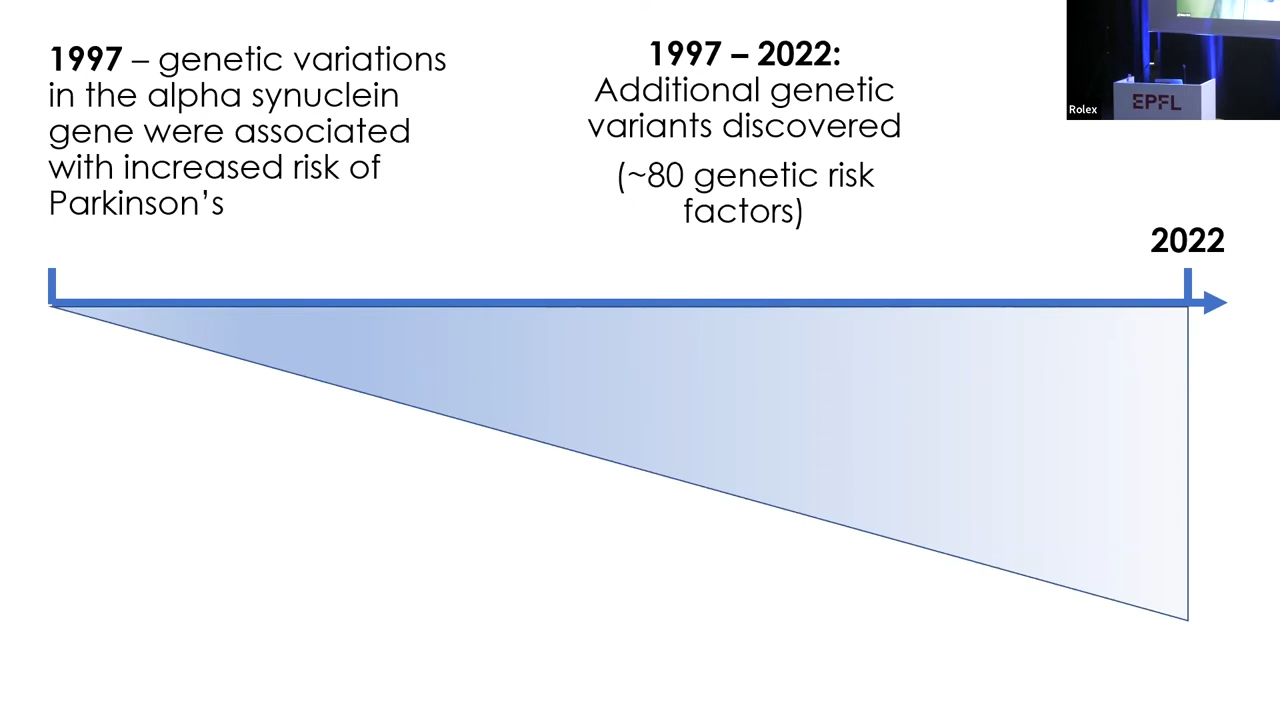 1997 – genetic variations
in the alpha synuclein
gene were associated
with increased risk of
Parkinson’s
1997 – 2022:
Additional genetic
variants discovered
(~80 genetic risk
factors)
2022
EPFL
Rolex